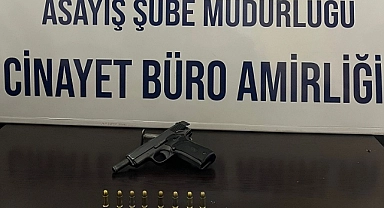 ASAYİŞ ŞUBE MÜDÜRLÜĞÜ
CİNAYET BÜRO AMİRLİĞİ